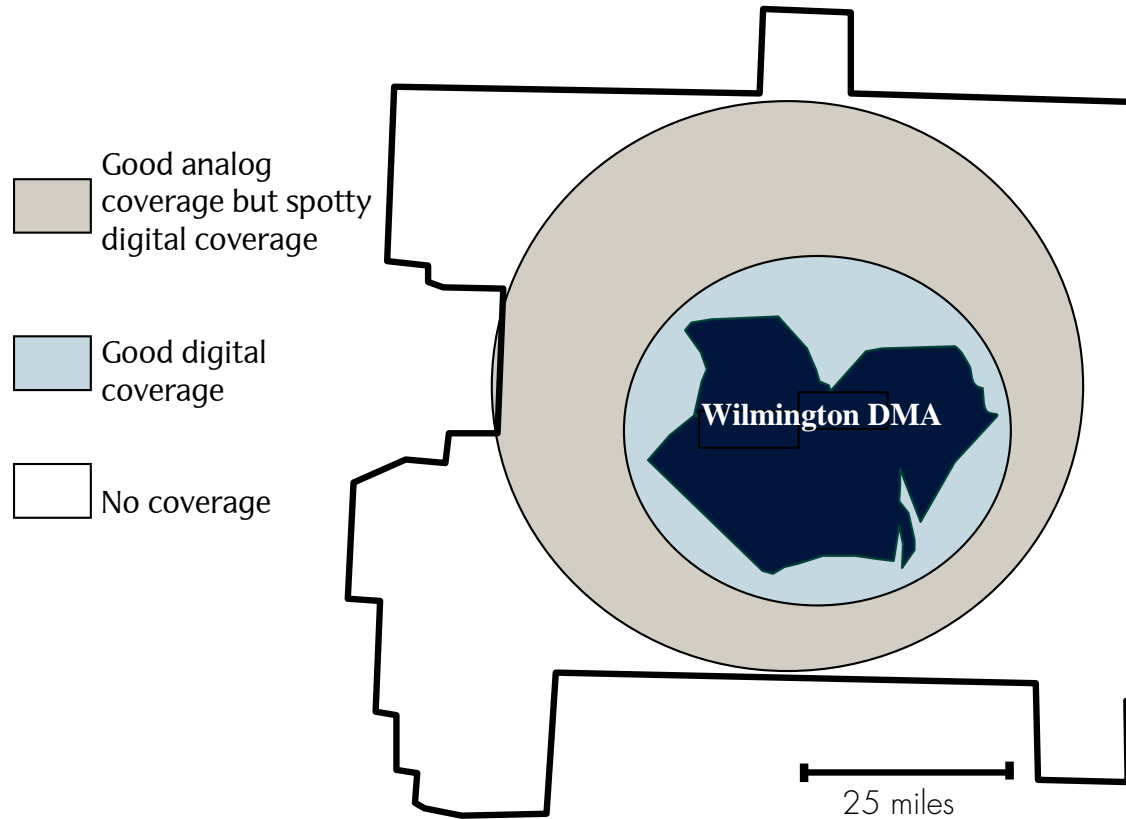 Good analog
coverage but spotty
digital coverage
Good digital
coverage
No coverage
Wilmington DMA
25 miles